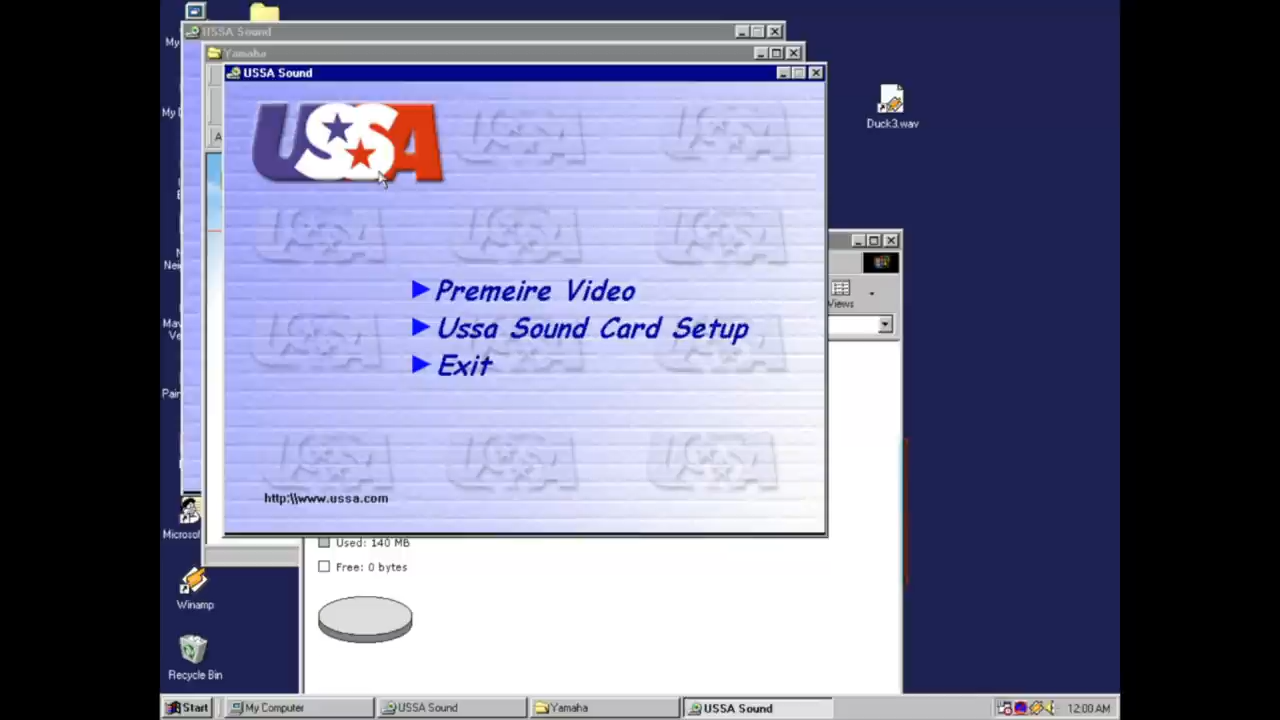 USSA Sound
Yamaha
USSA Sound
USSA
Duck3.wav
Premeire Video
Ussa Sound Card Setup
Exit
Views
http:\\www.ussa.com
Used: 140 MB
Free: 0 bytes
Winamp
Recycle Bin
Start
My Computer
USSA Sound
Yamaha
USSA Sound
12:00 AM